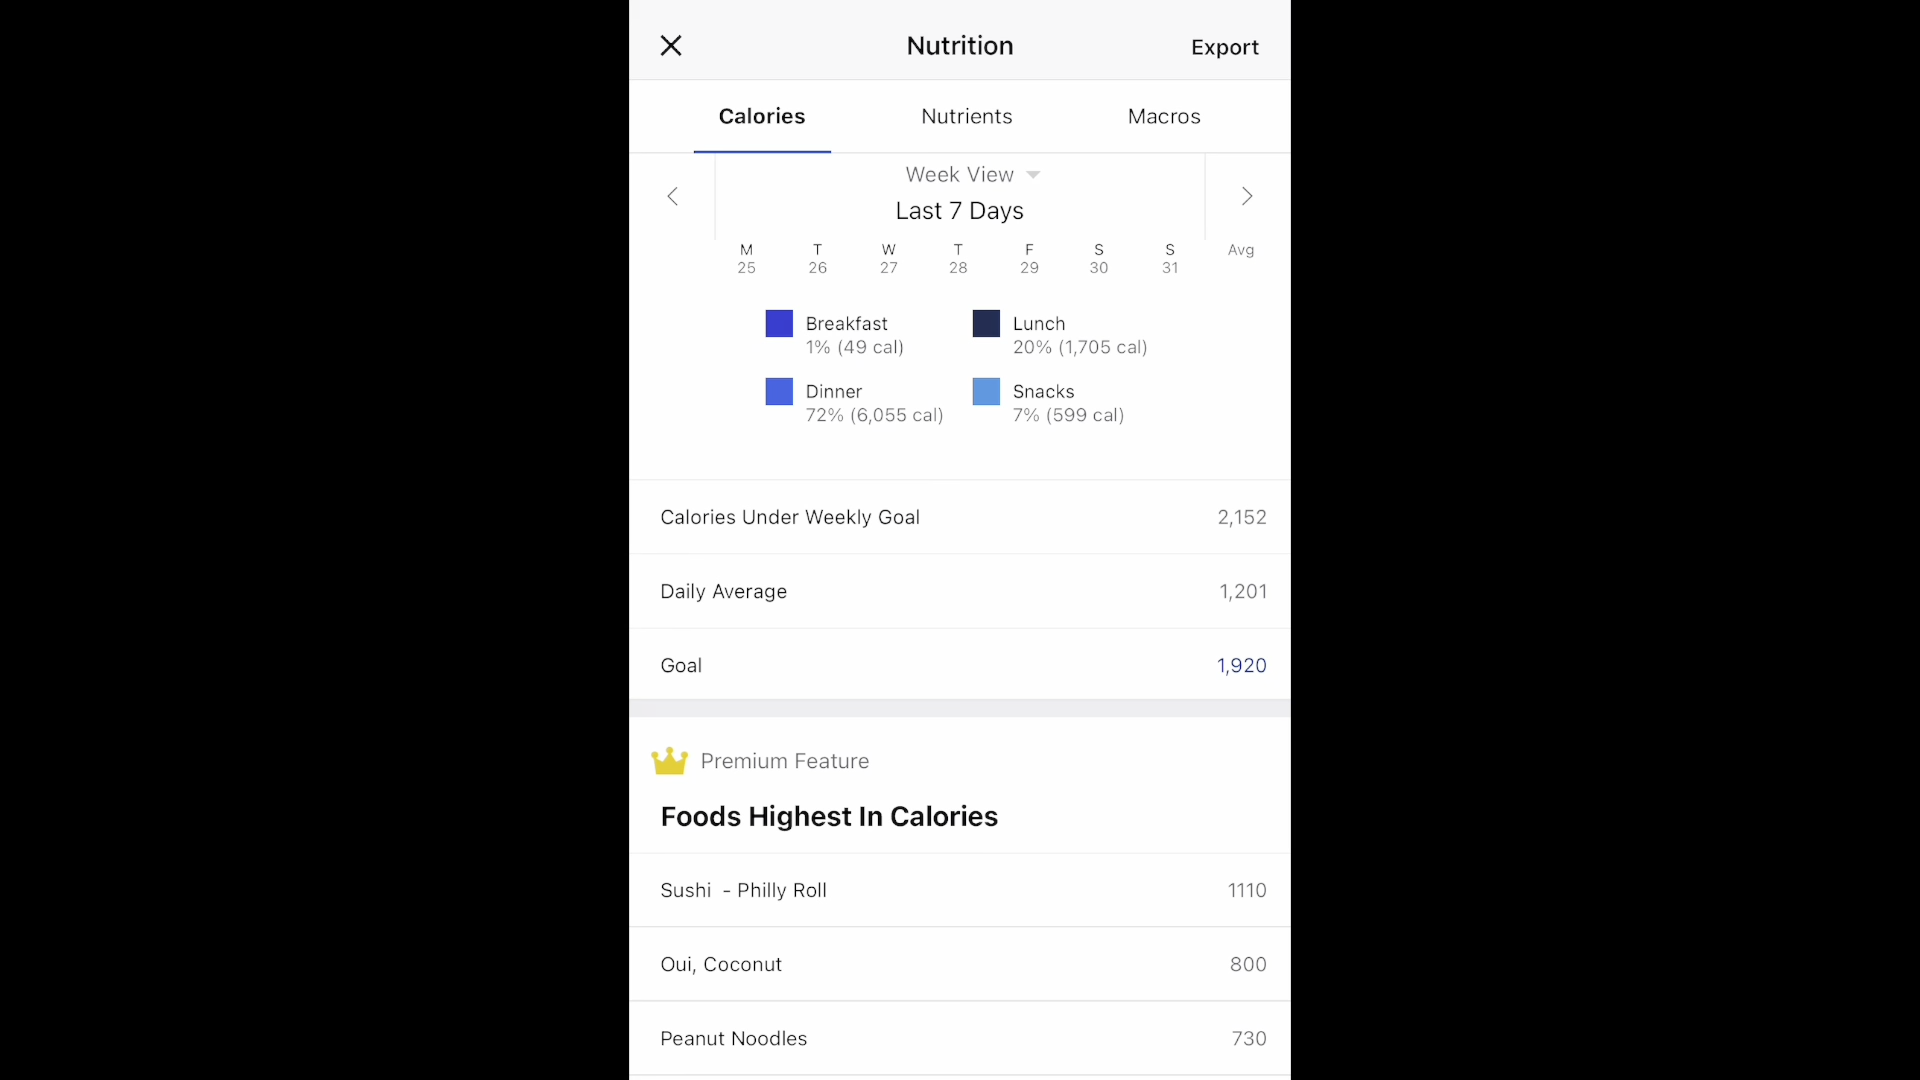 Nutrition
Export
Calories Nutrients Macros
Week View
Last 7 Days
M T W T F S S Avg
25 26 27 28 29 30 31
Breakfast
1% (49 cal)
Lunch
20% (1,705 cal)
Dinner
72% (6,055 cal)
Snacks
7% (599 cal)
Calories Under Weekly Goal 2,152
Daily Average 1,201
Goal 1,920
Premium Feature
Foods Highest In Calories
Sushi - Philly Roll 1110
Oui, Coconut 800
Peanut Noodles 730